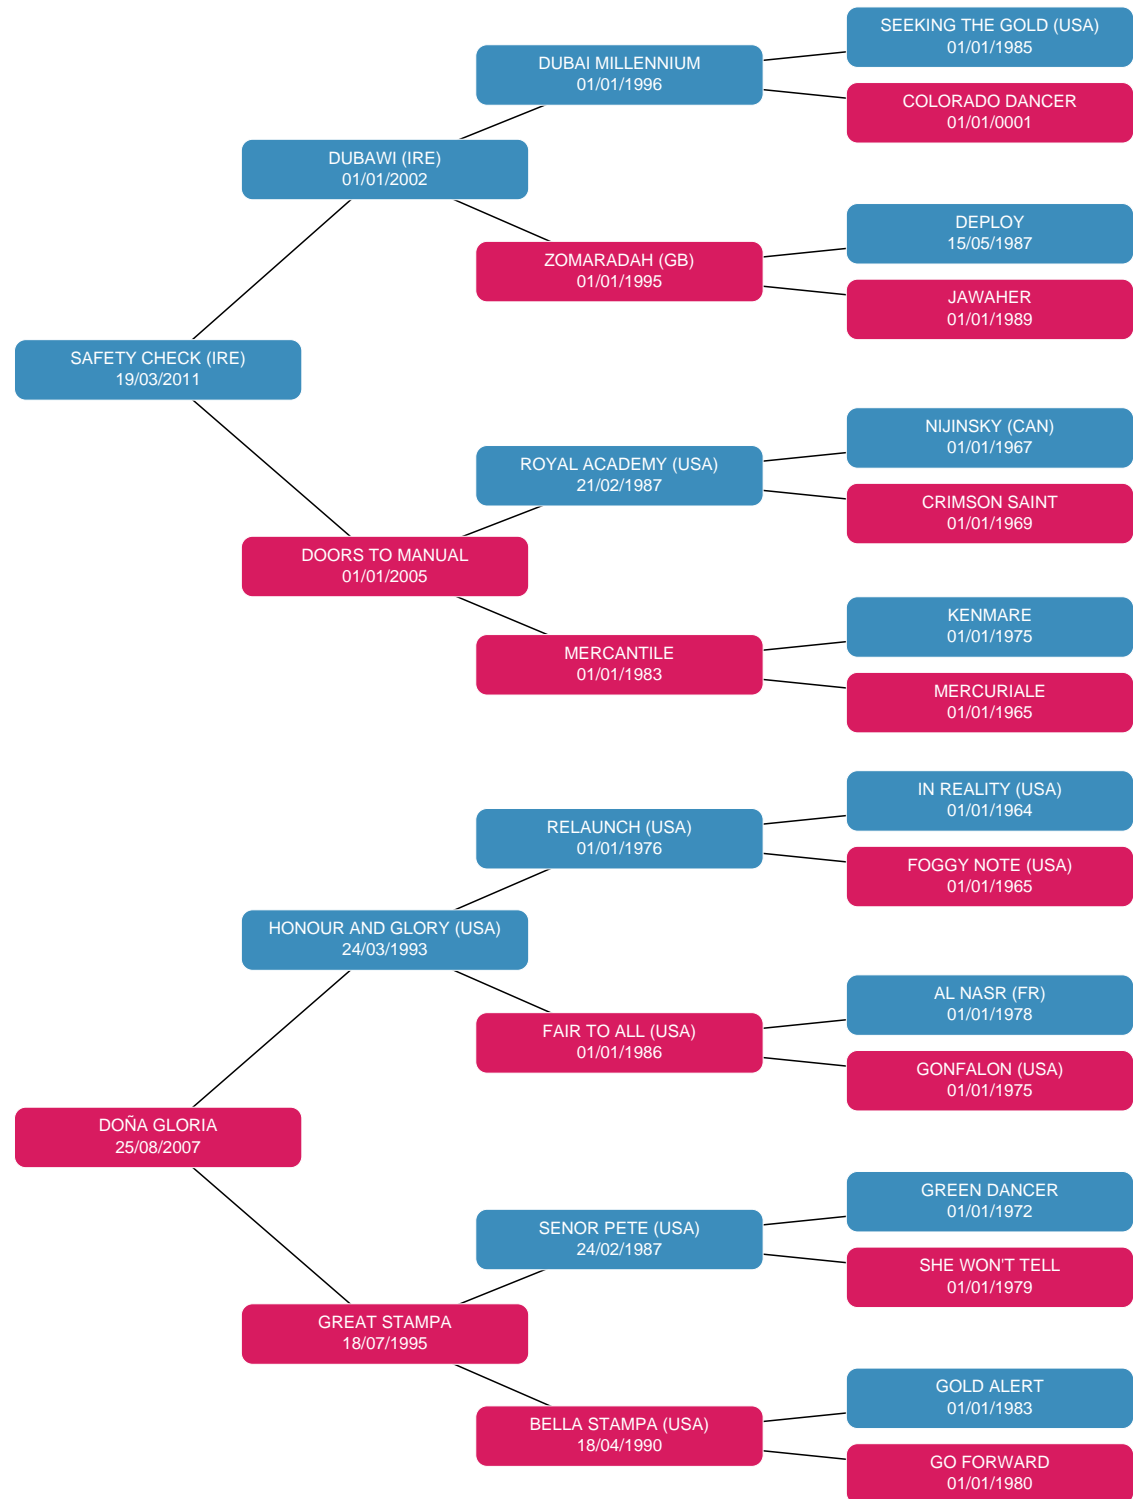 SEEKING THE GOLD (USA)
01/01/1985
DUBAI MILLENNIUM
01/01/1996
COLORADO DANCER
01/01/0001
DUBAWI (IRE)
01/01/2002
DEPLOY
15/05/1987
ZOMARADAH (GB)
01/01/1995
JAWAHER
01/01/1989
SAFETY CHECK (IRE)
19/03/2011
NIJINSKY (CAN)
01/01/1967
ROYAL ACADEMY (USA)
21/02/1987
CRIMSON SAINT
01/01/1969
DOORS TO MANUAL
01/01/2005
KENMARE
01/01/1975
MERCANTILE
01/01/1983
MERCURIALE
01/01/1965
IN REALITY (USA)
01/01/1964
RELAUNCH (USA)
01/01/1976
FOGGY NOTE (USA)
01/01/1965
HONOUR AND GLORY (USA)
24/03/1993
AL NASR (FR)
01/01/1978
FAIR TO ALL (USA)
01/01/1986
GONFALON (USA)
01/01/1975
DOÑA GLORIA
25/08/2007
GREEN DANCER
01/01/1972
SENOR PETE (USA)
24/02/1987
SHE WON'T TELL
01/01/1979
GREAT STAMPA
18/07/1995
GOLD ALERT
01/01/1983
BELLA STAMPA (USA)
18/04/1990
GO FORWARD
01/01/1980